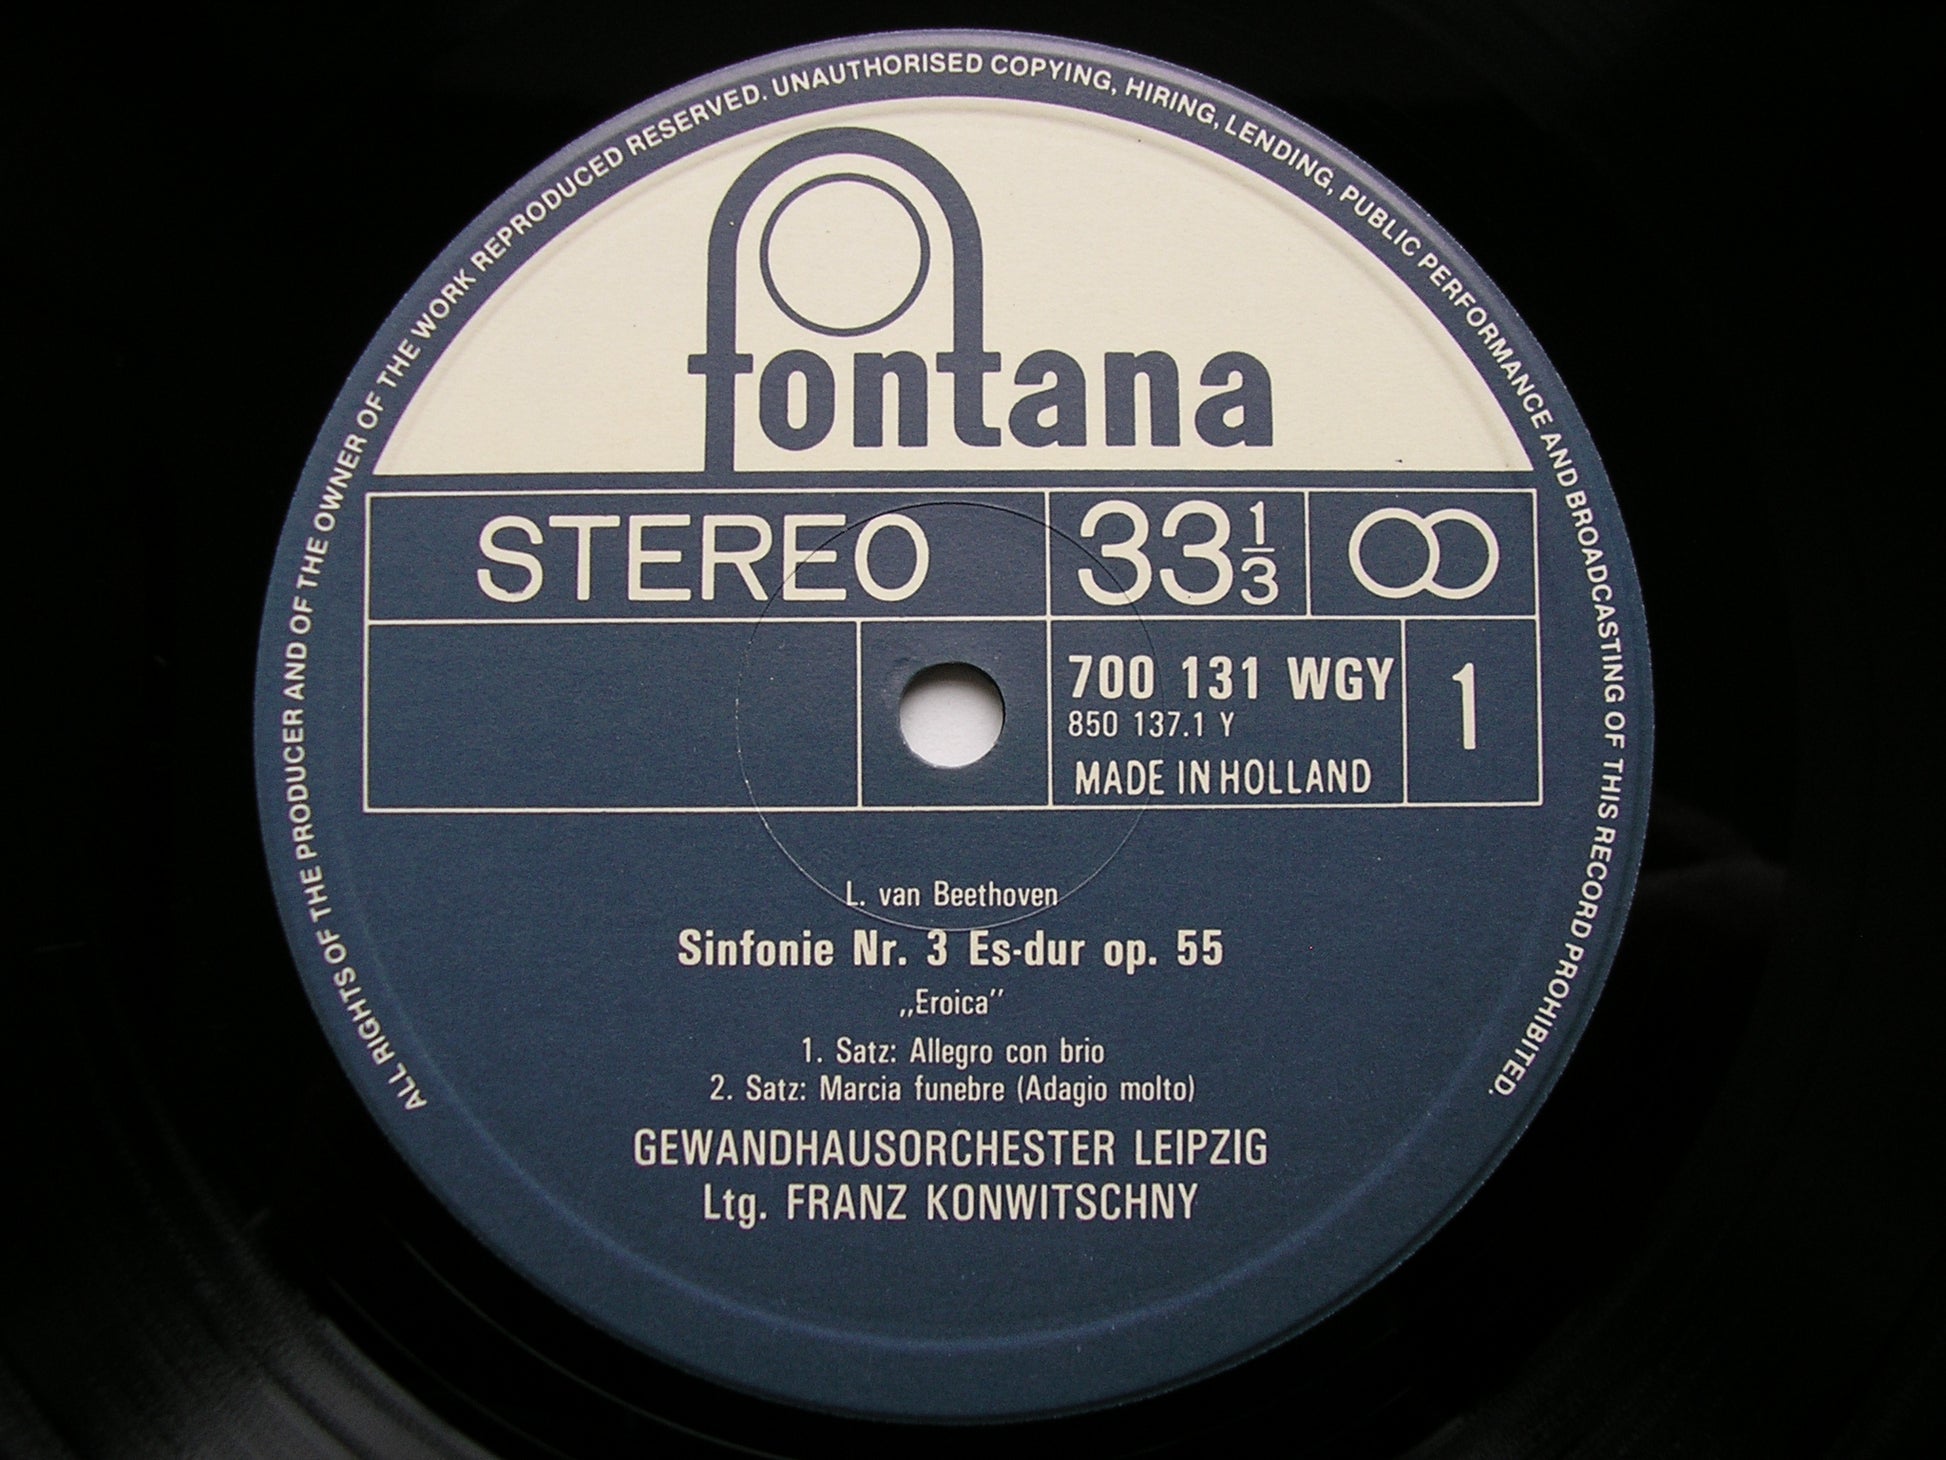 ALL RIGHTS OF THE PRODUCER AND OF THE OWNER OF THE WORK REPRODUCED RESERVED. UNAUTHORISED COPYING, HIRING, LENDING, PUBLIC PERFORMANCE AND BROADCASTING OF THIS RECORD PROHIBITED.
fontana
STEREO 33 1/3
700 131 WGY 1
850 137.1 Y
MADE IN HOLLAND
L. van Beethoven
Sinfonie Nr. 3 Es-dur op. 55
„Eroica”
1. Satz: Allegro con brio
2. Satz: Marcia funebre (Adagio molto)
GEWANDHAUSORCHESTER LEIPZIG
Ltg. FRANZ KONWITSCHNY